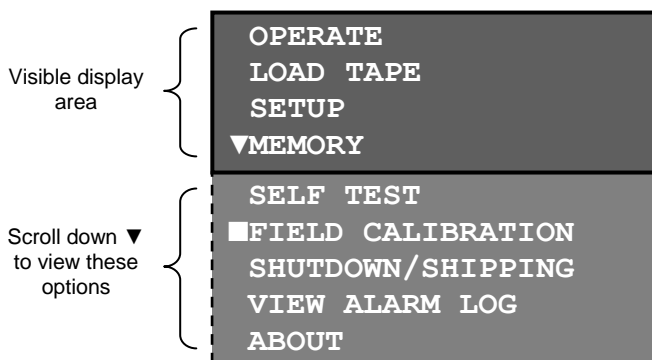 Visible display
area
OPERATE
LOAD TAPE
SETUP
▼MEMORY
Scroll down ▼
to view these
options
SELF TEST
■FIELD CALIBRATION
SHUTDOWN/SHIPPING
VIEW ALARM LOG
ABOUT